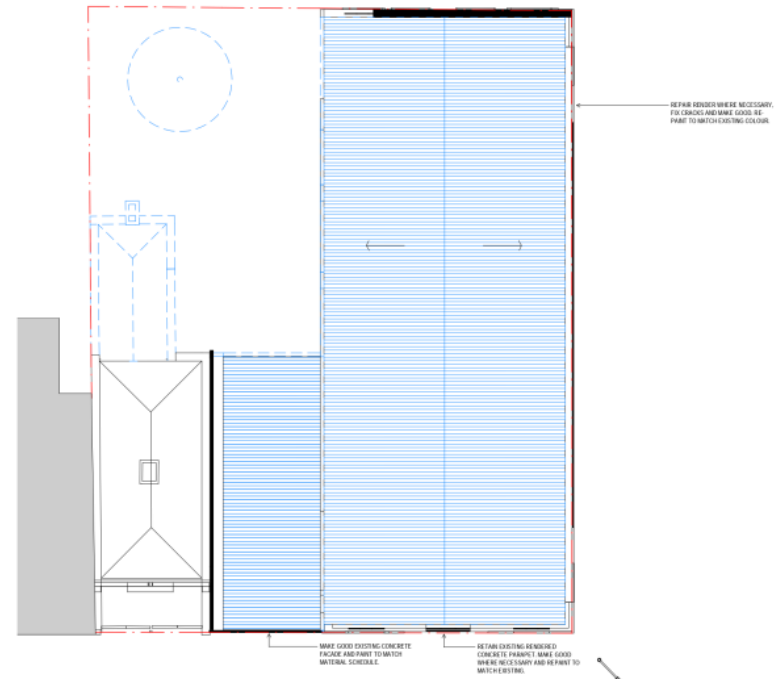 REPAIR RENDER WHERE NECESSARY.
FIX CRACKS AND MAKE GOOD. RE-
PAINT TO MATCH EXISTING COLOUR.
MAKE GOOD EXISTING CONCRETE
FACADE AND PAINT TO MATCH
MATERIAL SCHEDULE.
RETAIN EXISTING RENDERED
CONCRETE PARAPET. MAKE GOOD
WHERE NECESSARY AND REPAINT TO
MATCH EXISTING.